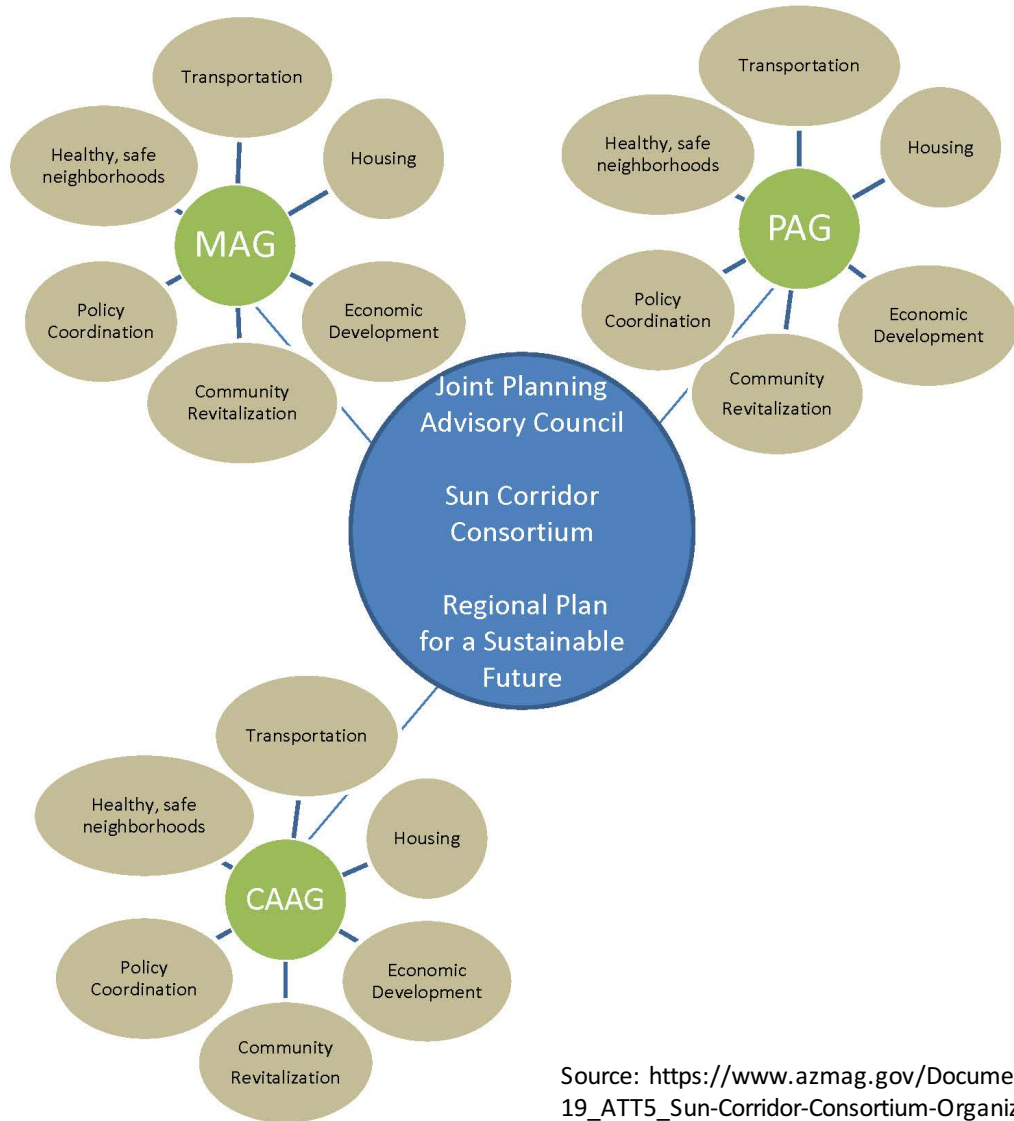 Transportation
Healthy, safe
neighborhoods
Housing
MAG
Policy
Coordination
Economic
Development
Community
Revitalization
Transportation
Healthy, safe
neighborhoods
Housing
PAG
Policy
Coordination
Economic
Development
Community
Revitalization
Joint Planning
Advisory Council
Sun Corridor
Consortium
Regional Plan
for a Sustainable
Future
Transportation
Healthy, safe
neighborhoods
Housing
CAAG
Policy
Coordination
Economic
Development
Community
Revitalization
Source: https://www.azmag.gov/Docume
19_ATT5_Sun-Corridor-Consortium-Organiz